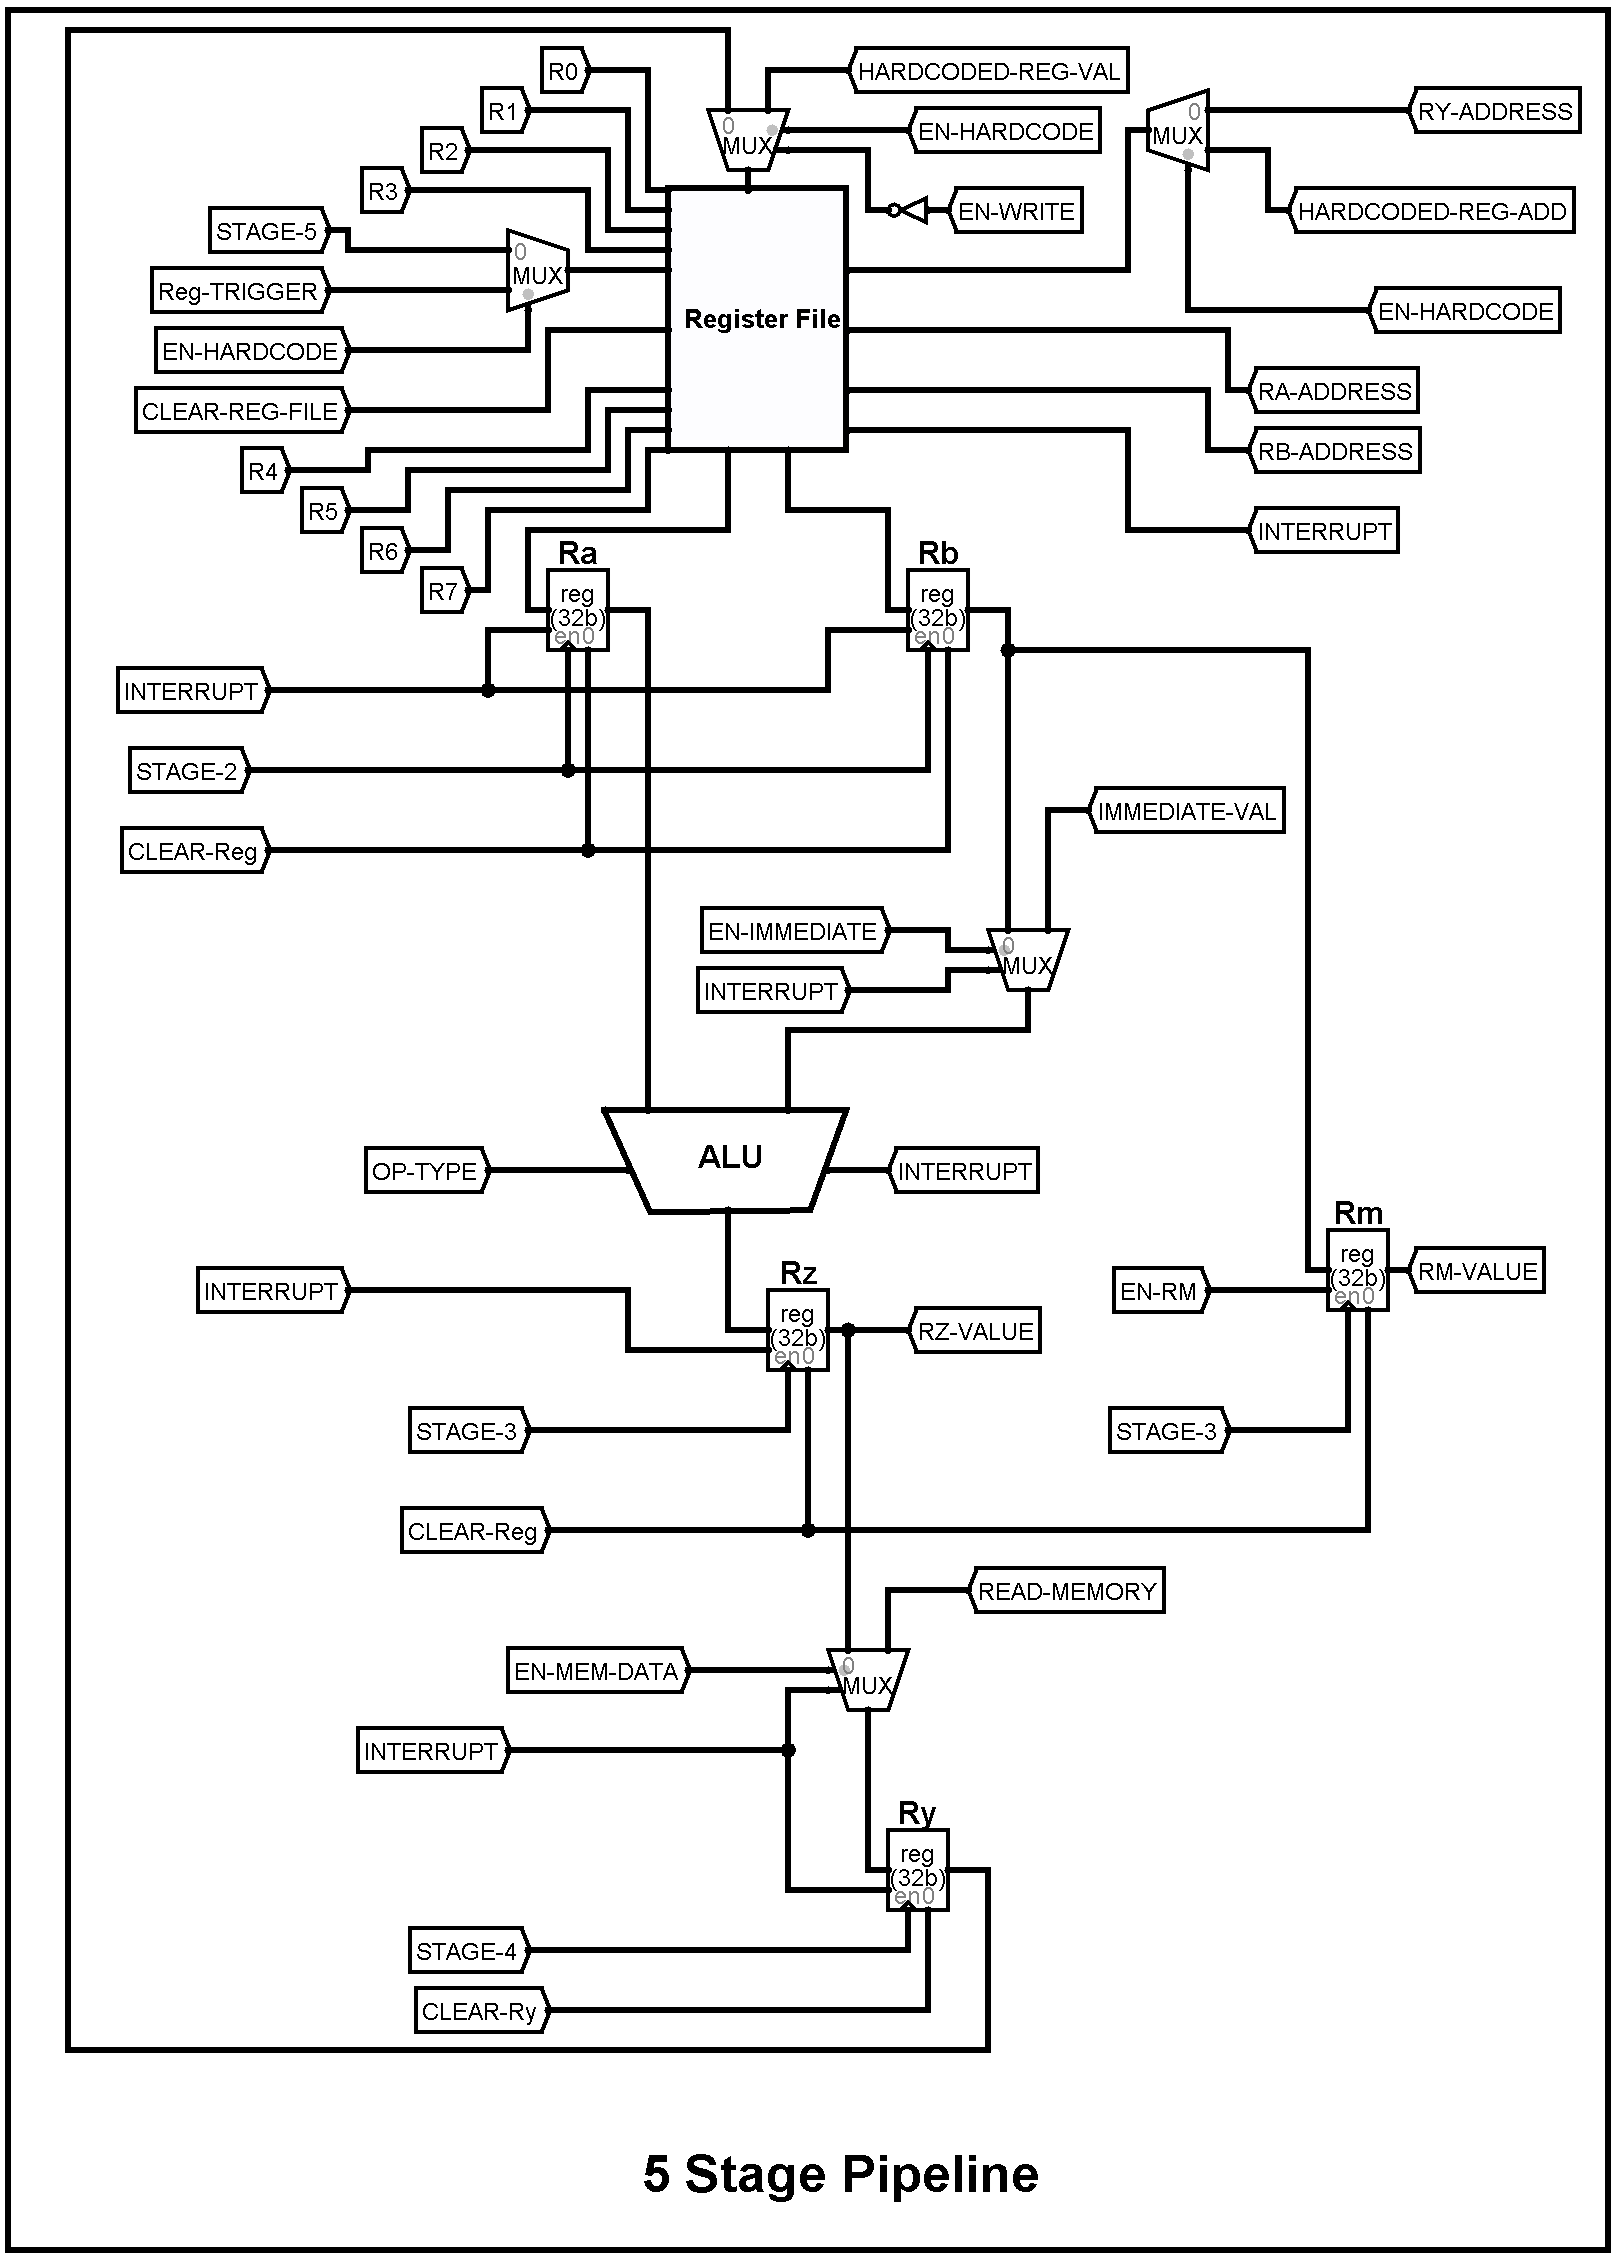 R0
HARDCODED-REG-VAL
R1
0
EN-HARDCODE
0
RY-ADDRESS
R2
MUX
MUX
R3
STAGE-5
EN-WRITE
HARDCODED-REG-ADD
0
MUX
Reg-TRIGGER
Register File
EN-HARDCODE
EN-HARDCODE
CLEAR-REG-FILE
RA-ADDRESS
R4
RB-ADDRESS
R5
INTERRUPT
R6
R7
Ra
reg
(32b)
en0
Rb
reg
(32b)
en0
INTERRUPT
STAGE-2
IMMEDIATE-VAL
CLEAR-Reg
EN-IMMEDIATE
0
MUX
INTERRUPT
ALU
OP-TYPE
INTERRUPT
Rm
reg
(32b)
en0
RM-VALUE
EN-RM
INTERRUPT
Rz
reg
(32b)
en0
RZ-VALUE
STAGE-3
STAGE-3
CLEAR-Reg
READ-MEMORY
EN-MEM-DATA
0
MUX
INTERRUPT
Ry
reg
(32b)
en0
STAGE-4
CLEAR-Ry
5 Stage Pipeline